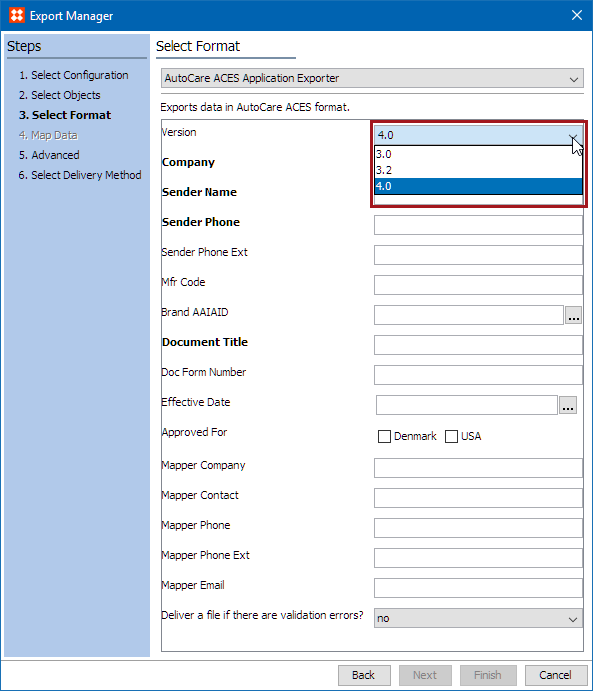 Export Manager
Steps
1. Select Configuration
2. Select Objects
3. Select Format
4. Map Data
5. Advanced
6. Select Delivery Method
Select Format
AutoCare ACES Application Exporter
Exports data in AutoCare ACES format.
Version
4.0
3.0
3.2
4.0
Company
Sender Name
Sender Phone
Sender Phone Ext
Mfr Code
Brand AAIAID
...
Document Title
Doc Form Number
Effective Date
...
Approved For
Denmark
USA
Mapper Company
Mapper Contact
Mapper Phone
Mapper Phone Ext
Mapper Email
Deliver a file if there are validation errors?
no
Back
Next
Finish
Cancel